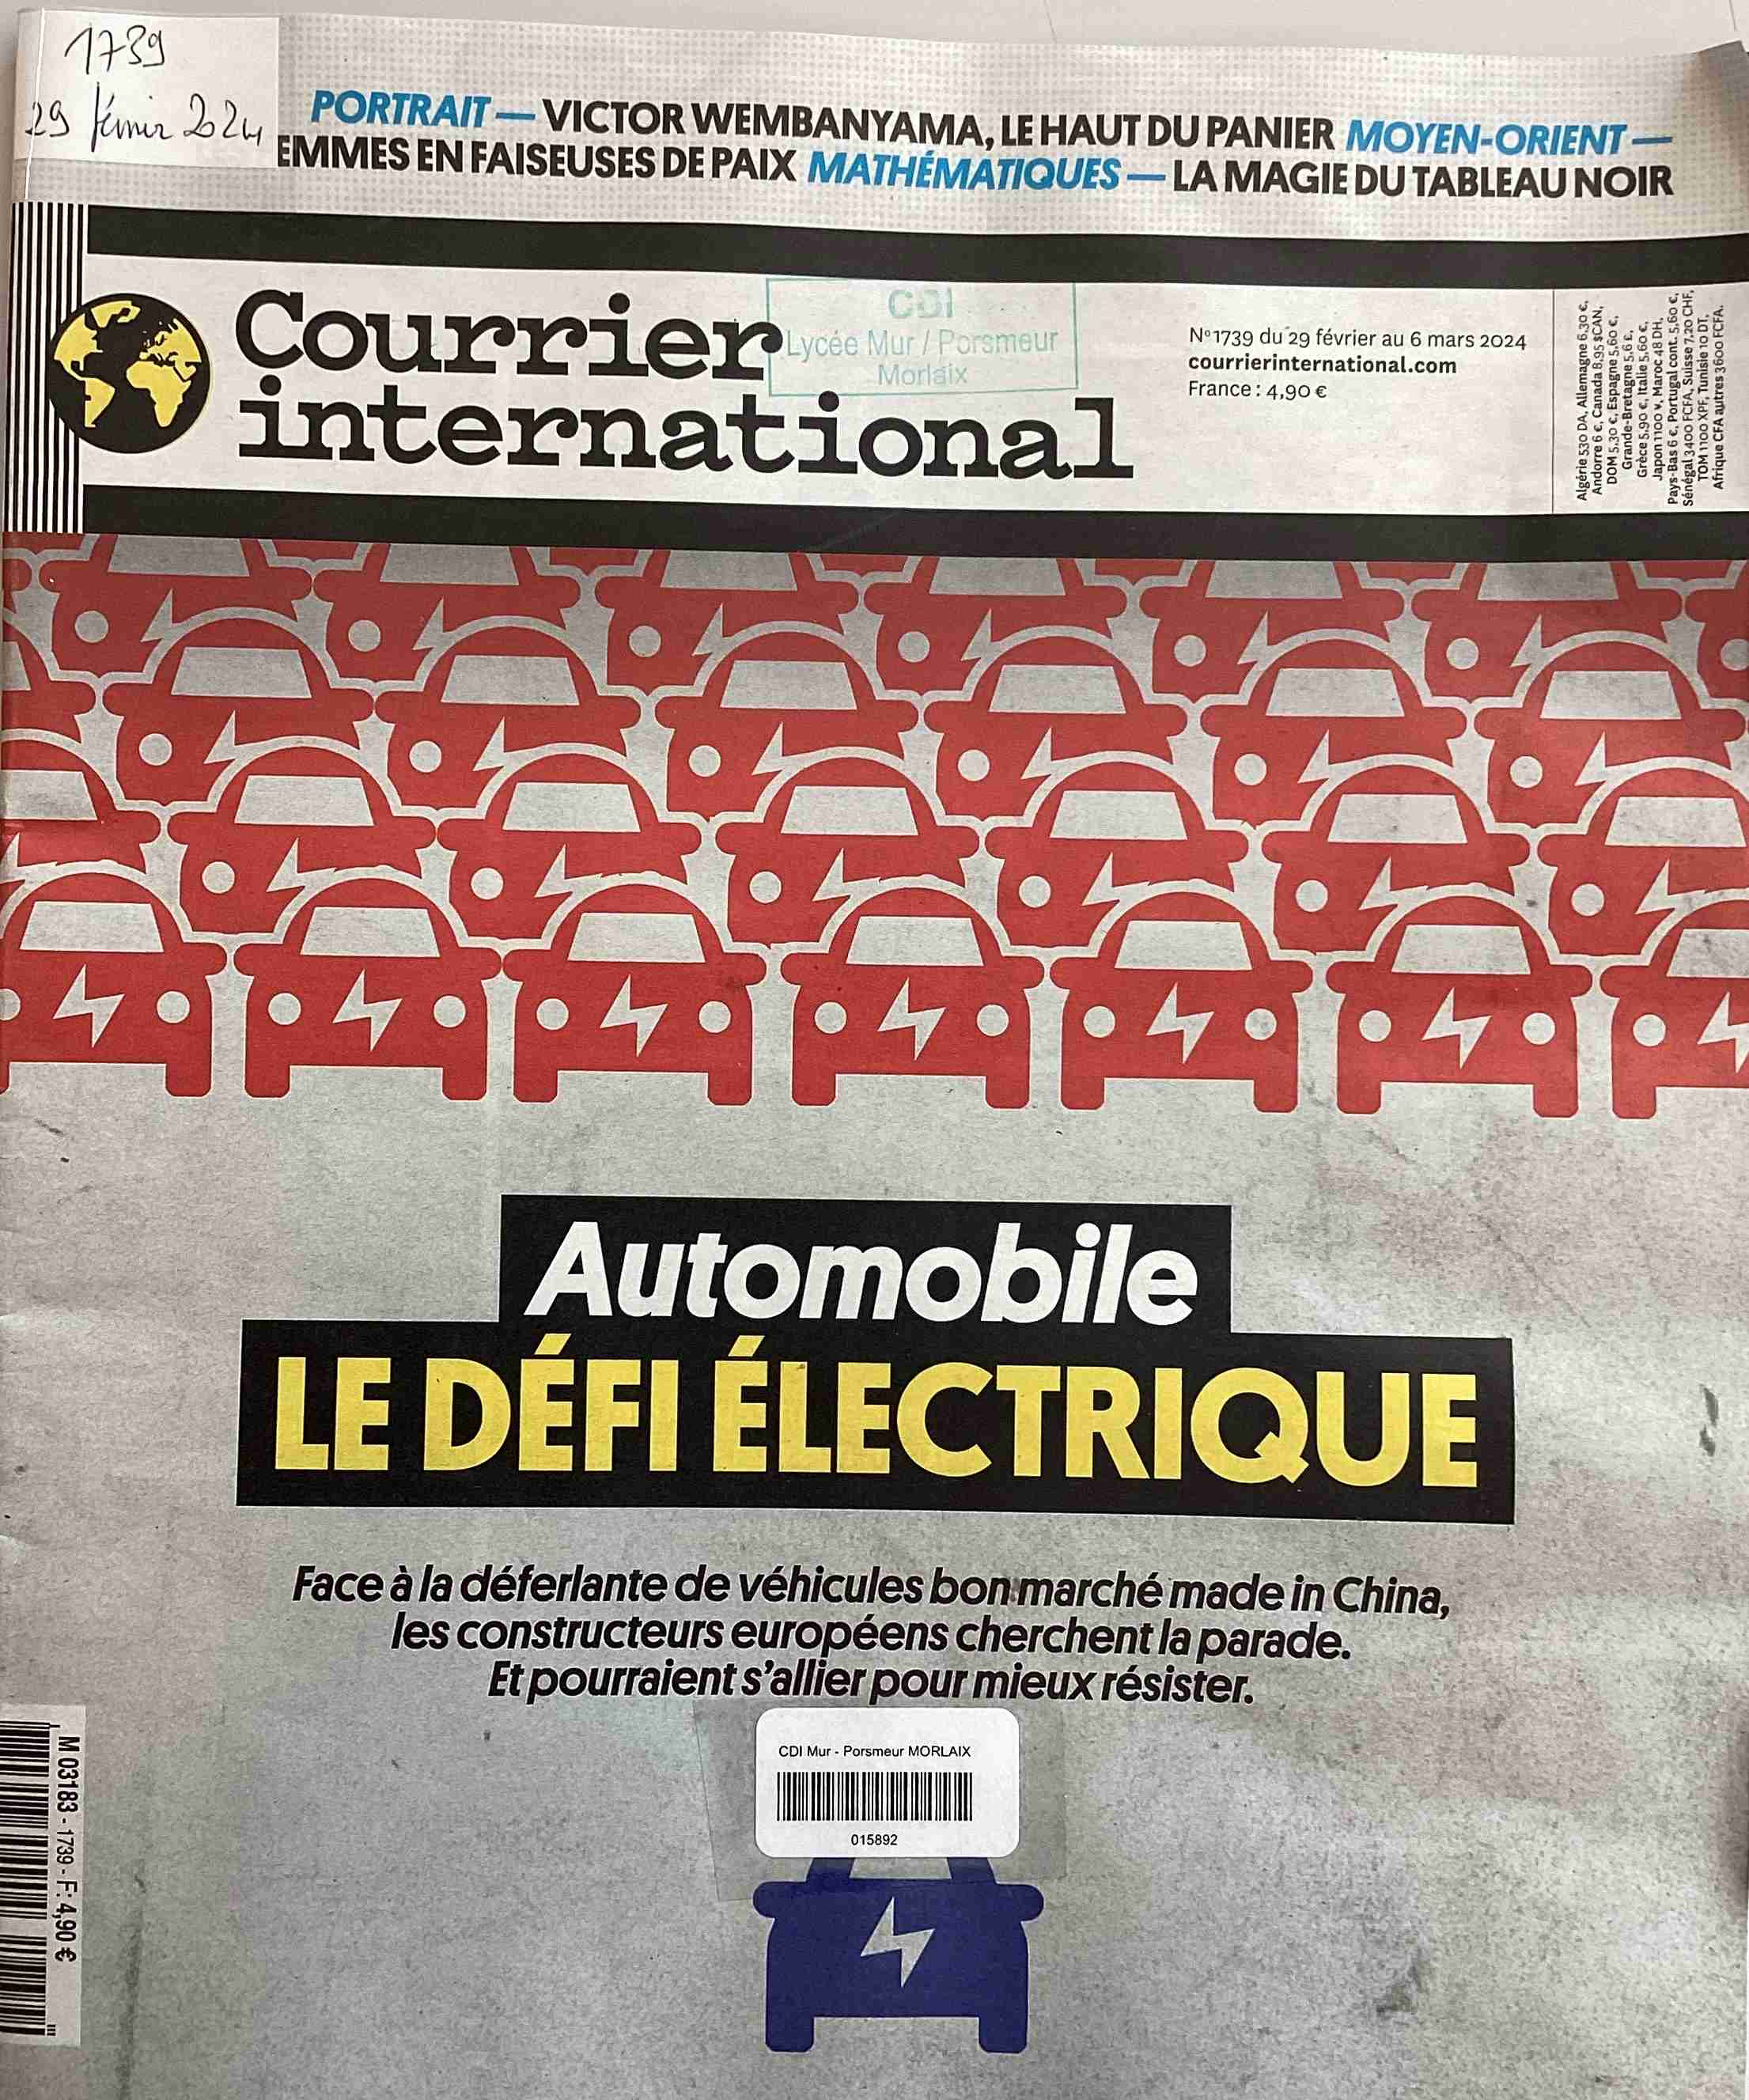 1739
29 février 2024
PORTRAIT — VICTOR WEMBANYAMA, LE HAUT DU PANIER MOYEN-ORIENT —
EMMES EN FAISEUSES DE PAIX MATHÉMATIQUES — LA MAGIE DU TABLEAU NOIR
Courrier
international
CDI
Lycée Mur / Porsmeur
Morlaix
N° 1739 du 29 février au 6 mars 2024
courrierinternational.com
France : 4,90 €
Algérie 530 DA, Allemagne 6,30 €,
Andorre 6 €, Canada 8,95 $CAN,
DOM 5,30 €, Espagne 5,60 €,
Grande-Bretagne 5,6 £,
Grèce 5,90 €, Italie 5,60 €,
Japon 1100 ¥, Maroc 48 DH,
Pays-Bas 6 €, Portugal cont. 5,60 €,
Sénégal 3400 FCFA, Suisse 7,20 CHF,
TOM 1100 XPF, Tunisie 10 DT,
Afrique CFA autres 3600 FCFA.
Automobile
LE DÉFI ÉLECTRIQUE
Face à la déferlante de véhicules bon marché made in China,
les constructeurs européens cherchent la parade.
Et pourraient s'allier pour mieux résister.
CDI Mur - Porsmeur MORLAIX
015892
M 03183 - 1739 - F: 4,90 €